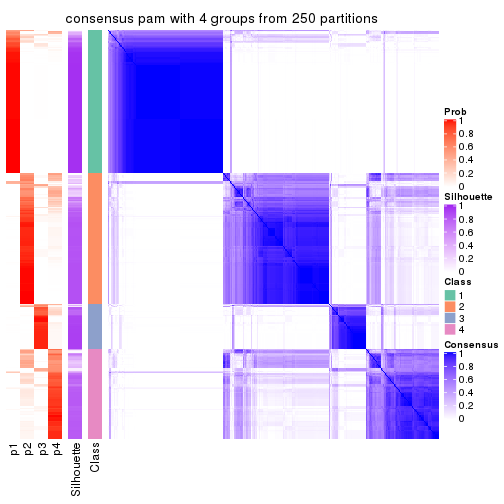 consensus pam with 4 groups from 250 partitions
Prob
1
0.8
0.6
0.4
0.2
0
Silhouette
1
0.8
0.6
0.4
0.2
0
Class
1
2
3
4
Consensus
1
0.8
0.6
0.4
0.2
0
p1
p2
p3
p4
Silhouette
Class